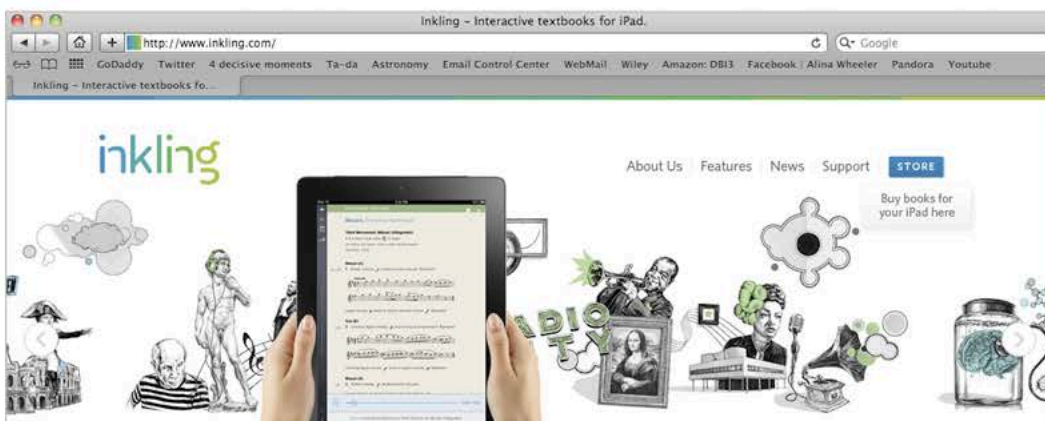 Inkling – Interactive textbooks for iPad.
http://www.inkling.com/
Google
GoDaddy Twitter 4 decisive moments Ta-da Astronomy Email Control Center WebMail Wiley Amazon: DBI3 Facebook | Alina Wheeler Pandora Youtube
Inkling – Interactive textbooks fo...
inkling
About Us Features News Support STORE
Buy books for
your iPad here